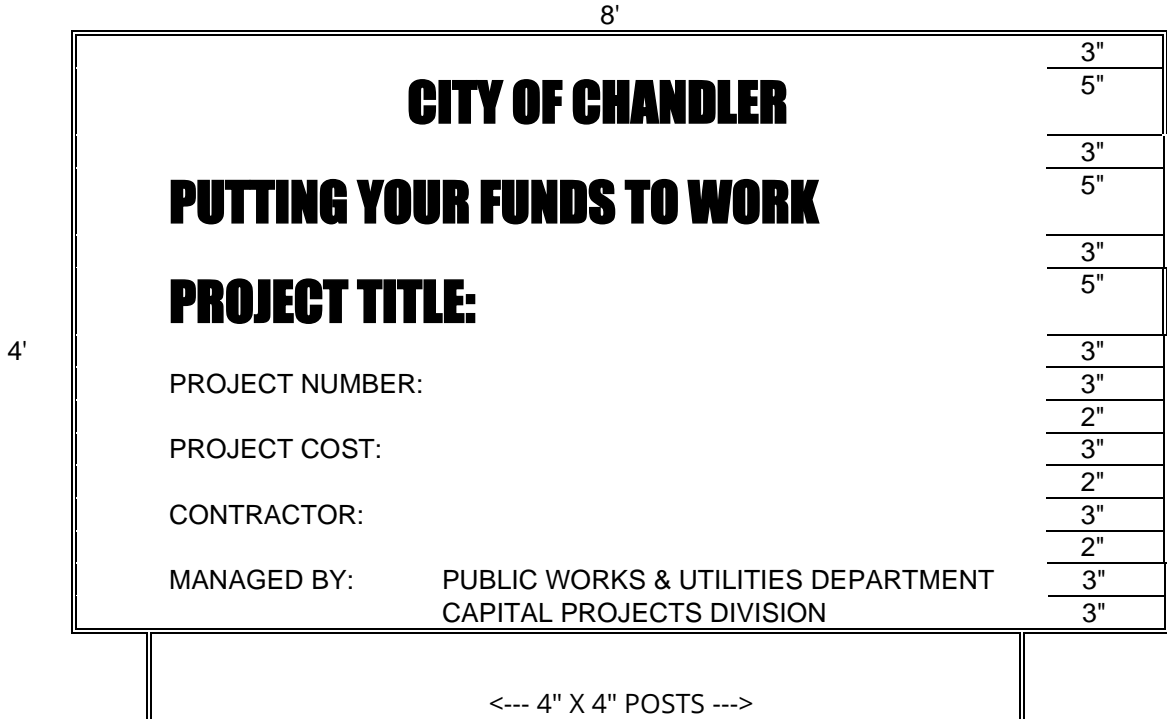 8'
3"
CITY OF CHANDLER 5"
3"
PUTTING YOUR FUNDS TO WORK 5"
3"
PROJECT TITLE: 5"
4' 3"
PROJECT NUMBER: 3"
2"
PROJECT COST: 3"
2"
CONTRACTOR: 3"
2"
MANAGED BY: PUBLIC WORKS & UTILITIES DEPARTMENT 3"
CAPITAL PROJECTS DIVISION 3"
<--- 4" X 4" POSTS --->